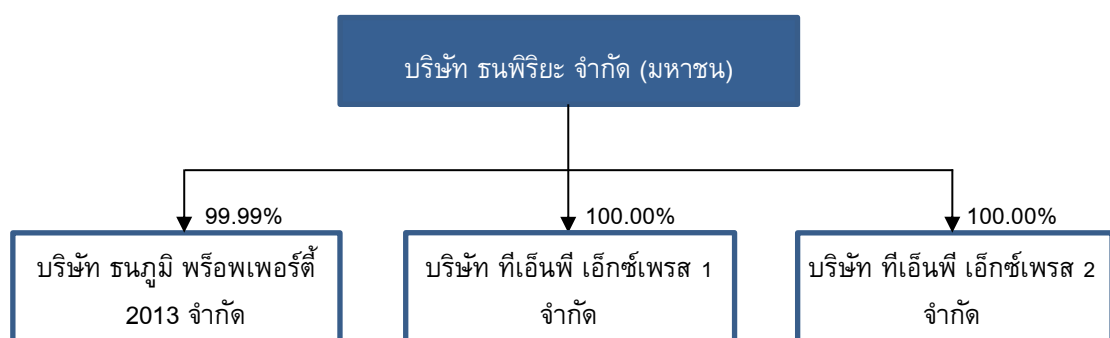 บริษัท ธนพิริยะ จำกัด (มหาชน)
99.99%
100.00%
100.00%
บริษัท ธนภูมิ พร็อพเพอร์ตี้
2013 จำกัด
บริษัท ทีเอ็นพี เอ็กซ์เพรส 1
จำกัด
บริษัท ทีเอ็นพี เอ็กซ์เพรส 2
จำกัด